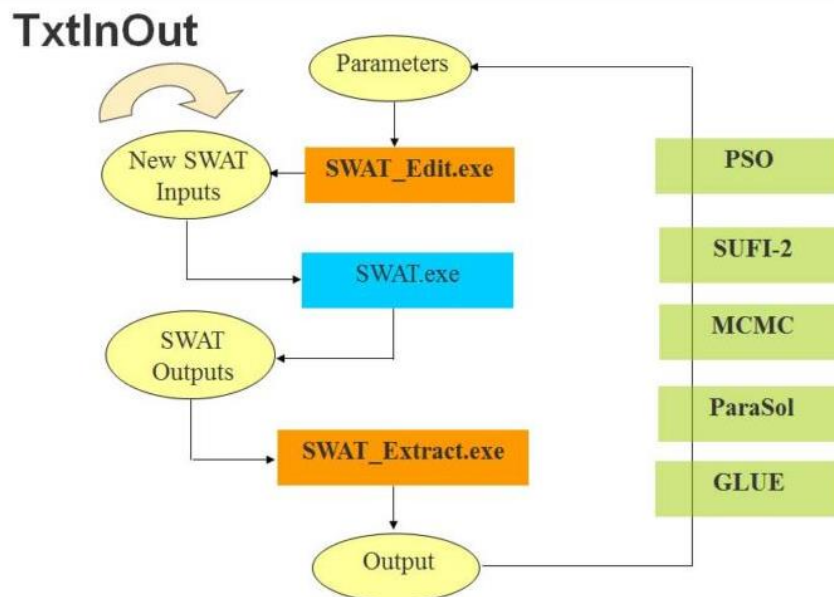 TxtInOut
Parameters
New SWAT
Inputs
SWAT_Edit.exe
PSO
SWAT.exe
SUFI-2
MCMC
SWAT
Outputs
ParaSol
SWAT_Extract.exe
GLUE
Output